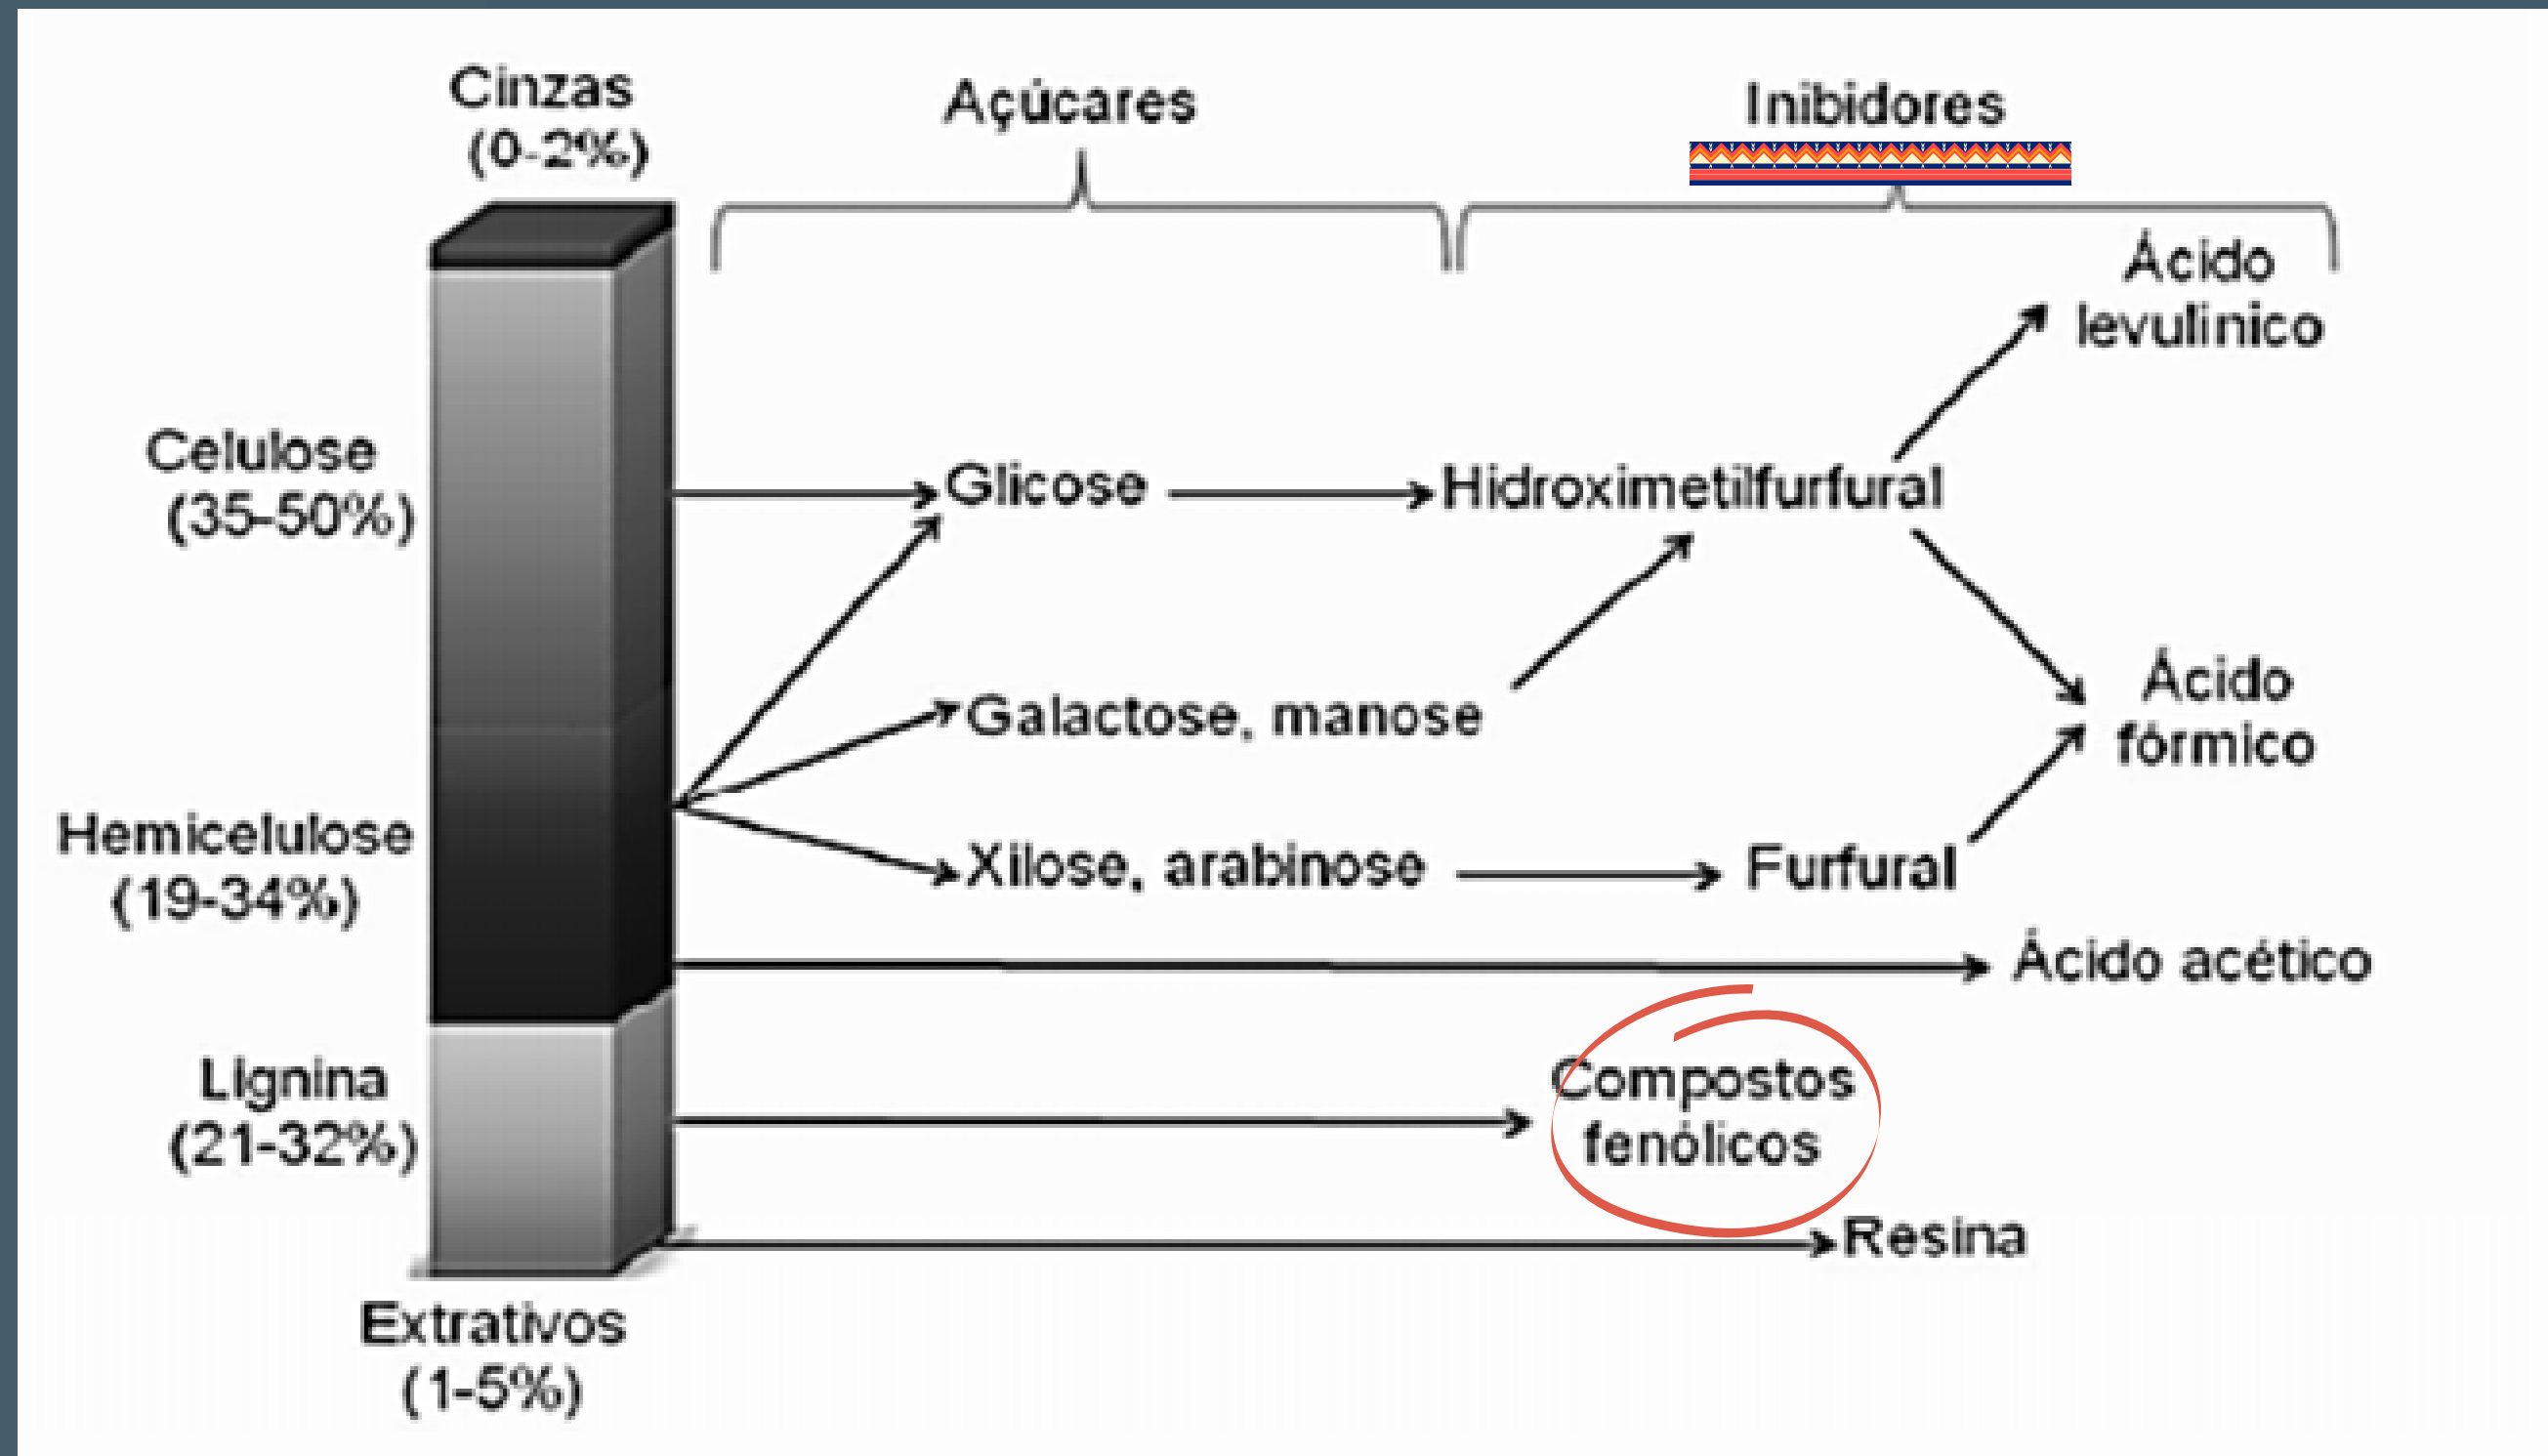 Cinzas
(0-2%)
Açúcares
Inibidores
Ácido
levulínico
Celulose
(35-50%)
Glicose
Hidroximetilfurfural
Galactose, manose
Ácido
fórmico
Hemicelulose
(19-34%)
Xilose, arabinose
Furfural
Ácido acético
Lignina
(21-32%)
Compostos
fenólicos
Resina
Extrativos
(1-5%)